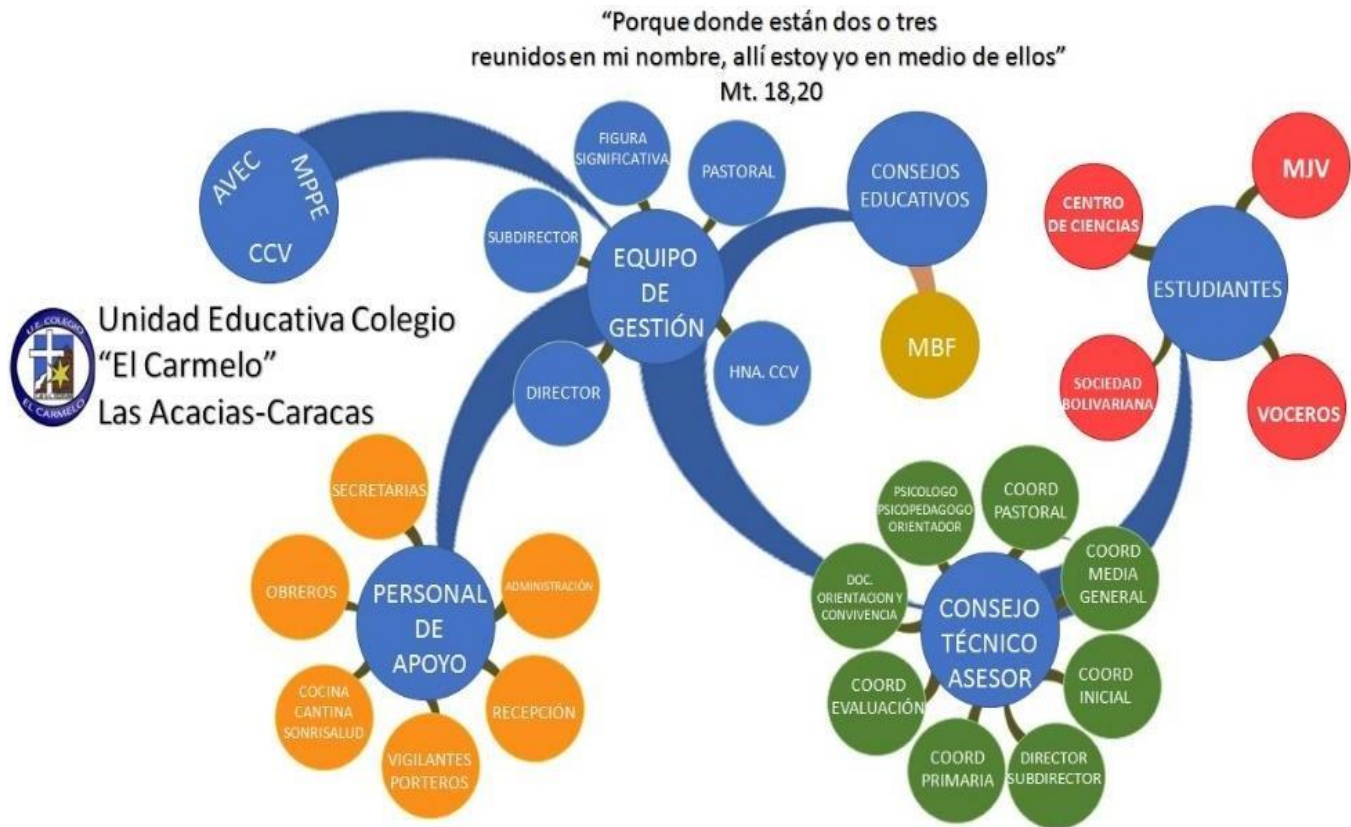 “Porque donde están dos o tres
reunidos en mi nombre, allí estoy yo en medio de ellos”
Mt. 18,20
AVEC
MPPE
CCV
FIGURA
SIGNIFICATIVA
PASTORAL
SUBDIRECTOR
EQUIPO
DE
GESTIÓN
DIRECTOR
HNA. CCV
CONSEJOS
EDUCATIVOS
MBF
CENTRO
DE CIENCIAS
MJV
ESTUDIANTES
SOCIEDAD
BOLIVARIANA
VOCEROS
U.E. COLEGIO
EL CARMELO
Unidad Educativa Colegio
“El Carmelo”
Las Acacias-Caracas
SECRETARIAS
OBREROS
ADMINISTRACIÓN
PERSONAL
DE
APOYO
COCINA
CANTINA
SONRISALUD
RECEPCIÓN
VIGILANTES
PORTEROS
PSICOLOGO
PSICOPEDAGOGO
ORIENTADOR
COORD
PASTORAL
DOC.
ORIENTACION Y
CONVIVENCIA
COORD
MEDIA
GENERAL
CONSEJO
TÉCNICO
ASESOR
COORD
EVALUACIÓN
COORD
INICIAL
COORD
PRIMARIA
DIRECTOR
SUBDIRECTOR